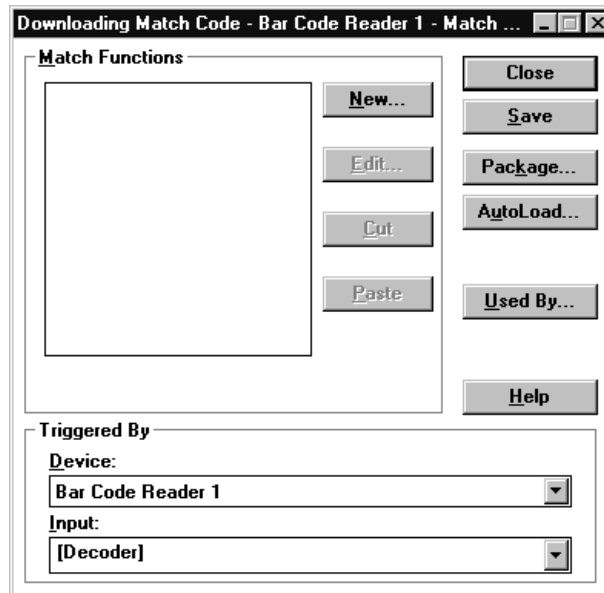 Downloading Match Code - Bar Code Reader 1 - Match ...
Match Functions
New...
Edit...
Cut
Paste
Close
Save
Package...
AutoLoad...
Used By...
Help
Triggered By
Device:
Bar Code Reader 1
Input:
[Decoder]